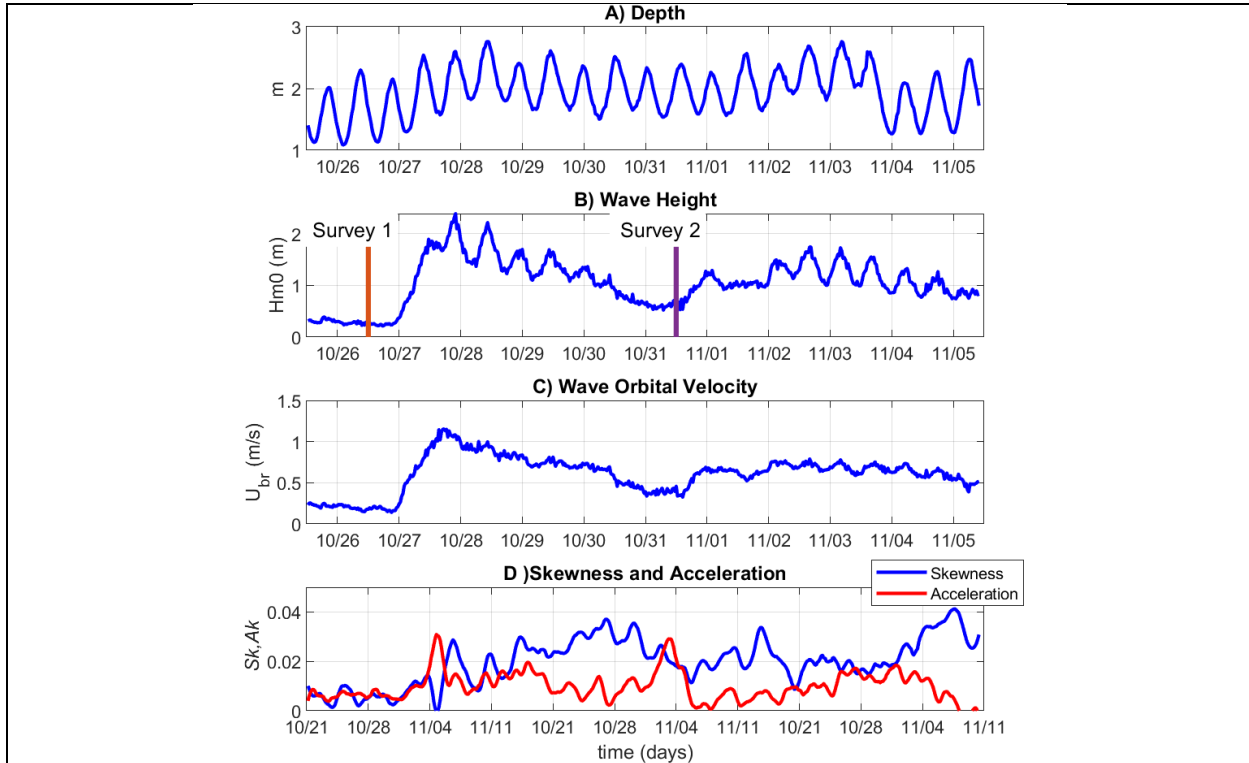 A) Depth
3
2
1
m
10/26 10/27 10/28 10/29 10/30 10/31 11/01 11/02 11/03 11/04 11/05
B) Wave Height
Survey 1
Survey 2
2
1
0
Hm0 (m)
10/26 10/27 10/28 10/29 10/30 10/31 11/01 11/02 11/03 11/04 11/05
C) Wave Orbital Velocity
1.5
1
0.5
0
Ubr (m/s)
10/26 10/27 10/28 10/29 10/30 10/31 11/01 11/02 11/03 11/04 11/05
D )Skewness and Acceleration
Skewness
Acceleration
0.04
0.02
0
Sk,Ak
10/21 10/28 11/04 11/11 10/21 10/28 11/04 11/11 10/21 10/28 11/04 11/11
time (days)